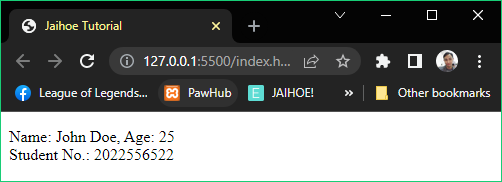 Jaihoe Tutorial
127.0.0.1:5500/index.h...
League of Legends... PawHub E JAIHOE! » Other bookmarks
Name: John Doe, Age: 25
Student No.: 2022556522